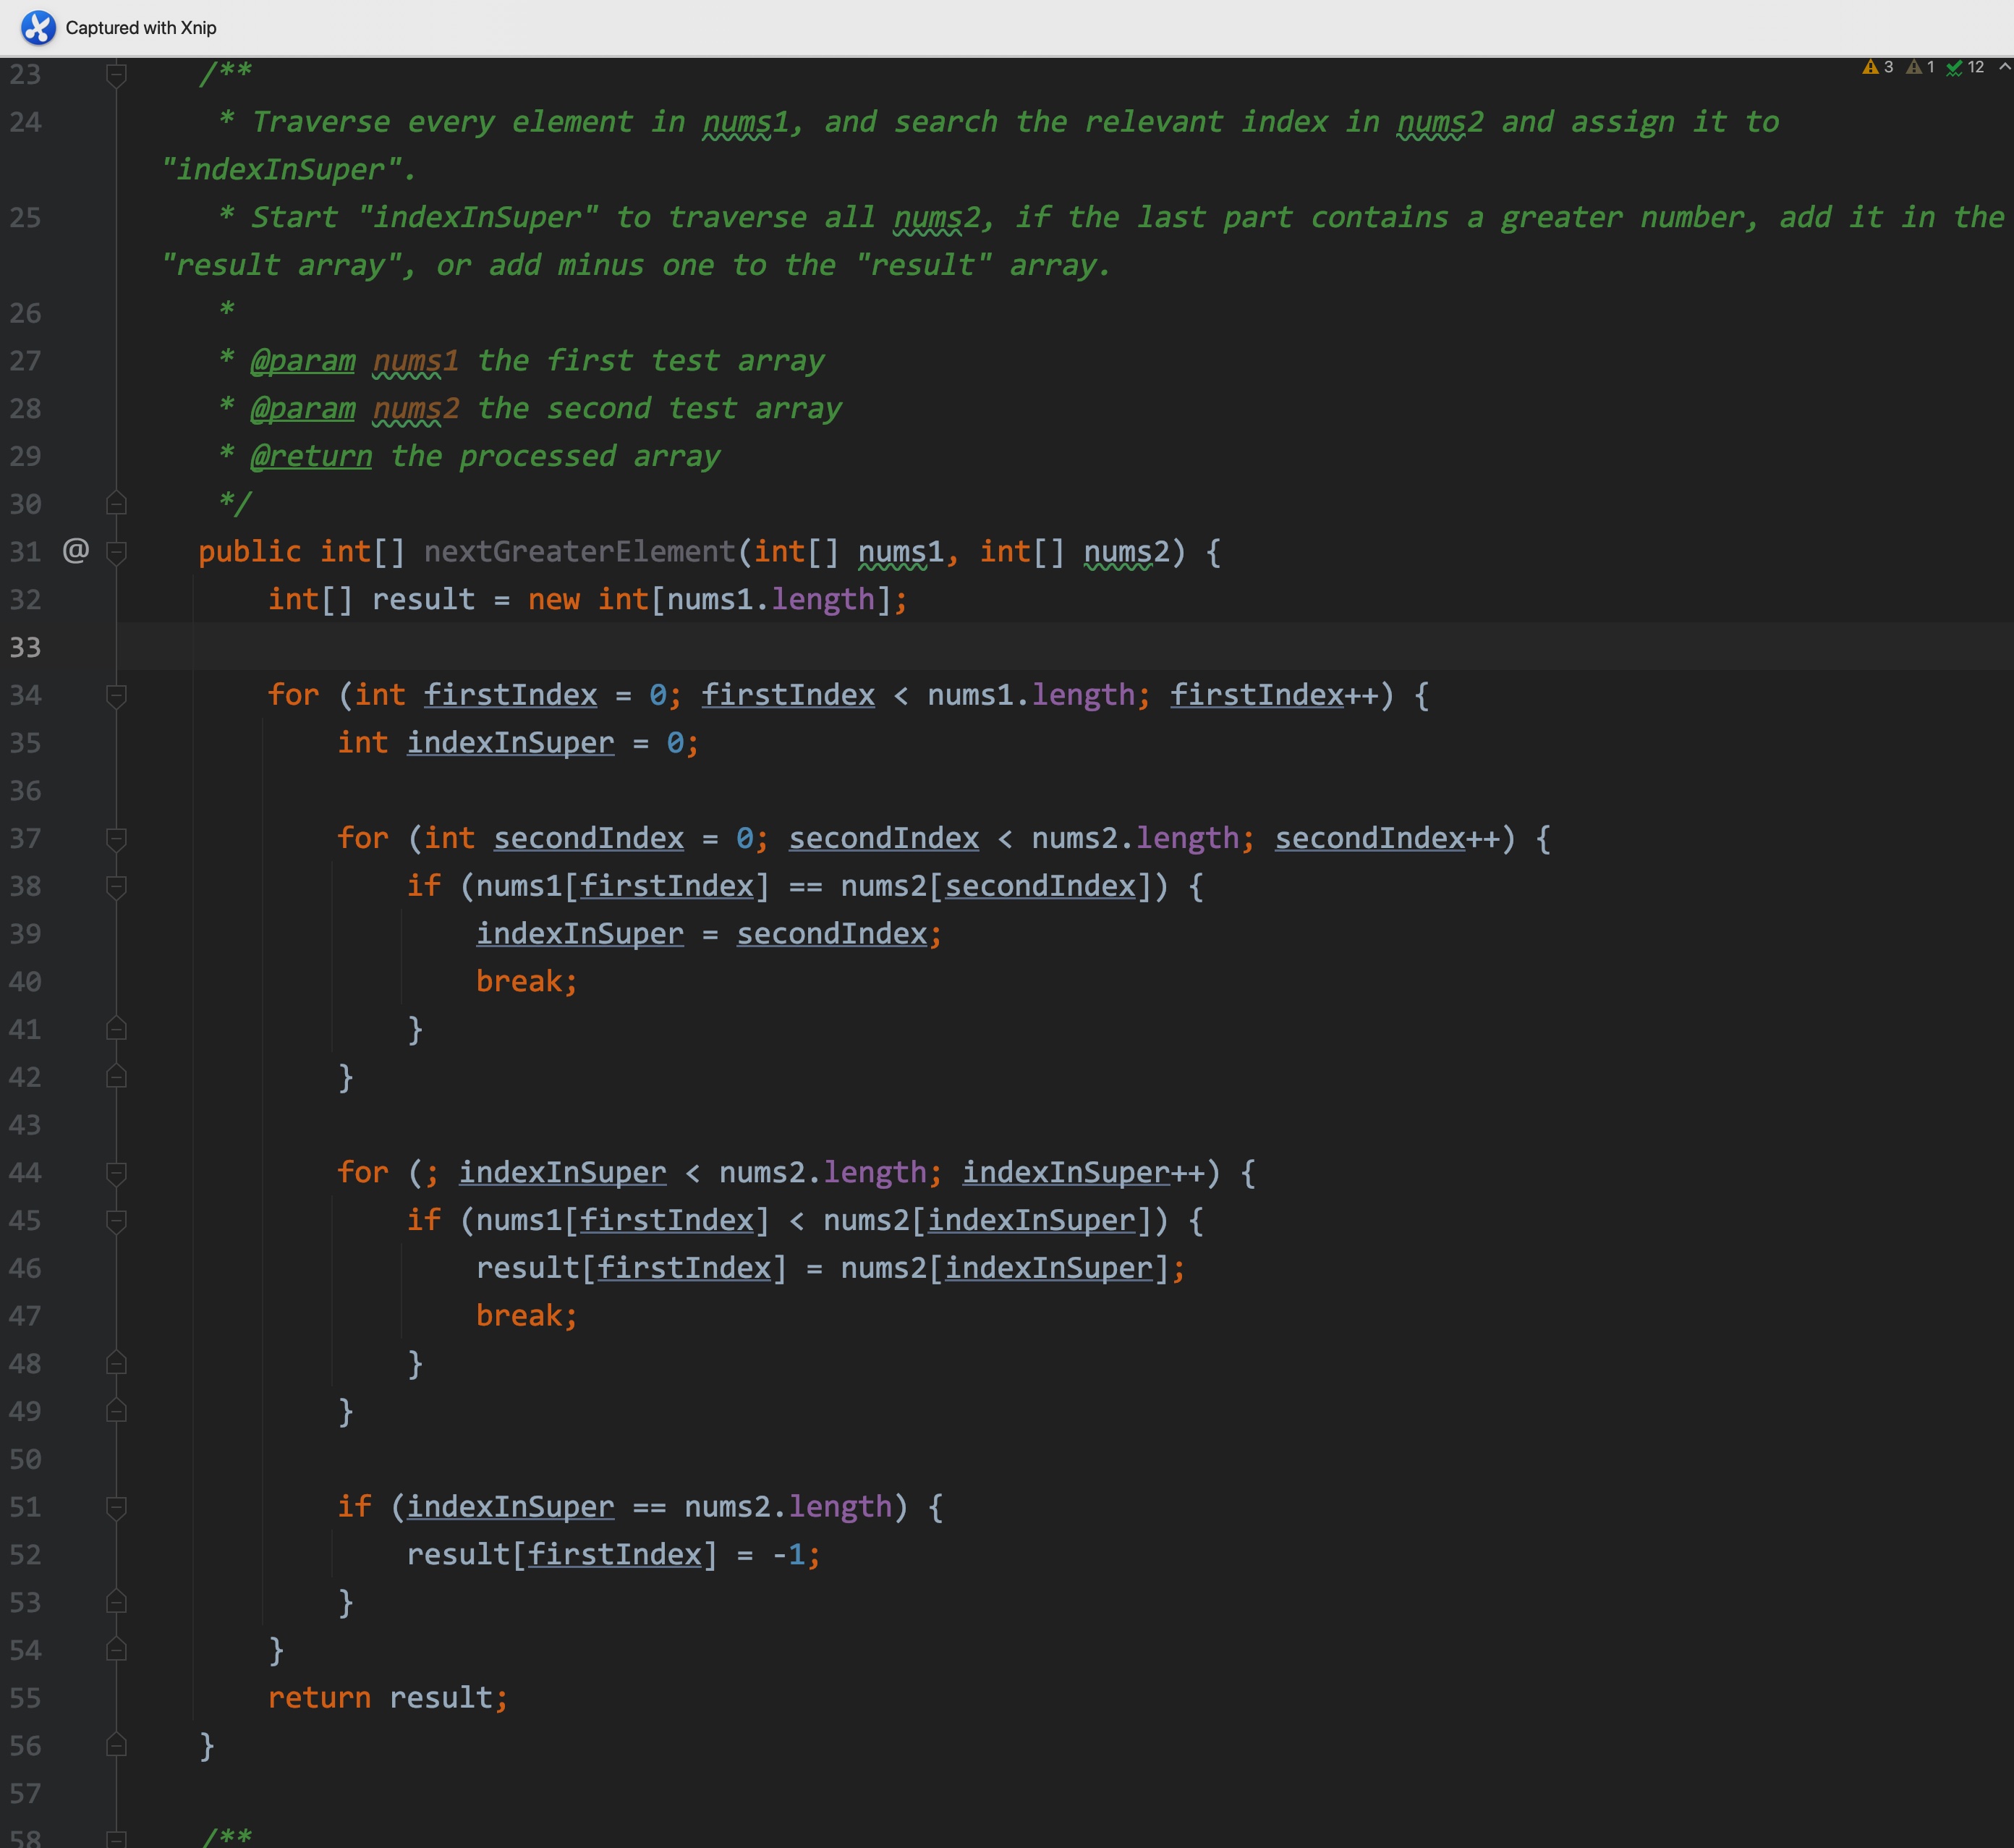 Captured with Xnip
3 1 12
23 /**
24 * Traverse every element in nums1, and search the relevant index in nums2 and assign it to
"indexInSuper".
25 * Start "indexInSuper" to traverse all nums2, if the last part contains a greater number, add it in the
"result array", or add minus one to the "result" array.
26 *
27 * @param nums1 the first test array
28 * @param nums2 the second test array
29 * @return the processed array
30 */
31 @ public int[] nextGreaterElement(int[] nums1, int[] nums2) {
32 int[] result = new int[nums1.length];
33
34 for (int firstIndex = 0; firstIndex < nums1.length; firstIndex++) {
35 int indexInSuper = 0;
36
37 for (int secondIndex = 0; secondIndex < nums2.length; secondIndex++) {
38 if (nums1[firstIndex] == nums2[secondIndex]) {
39 indexInSuper = secondIndex;
40 break;
41 }
42 }
43
44 for (; indexInSuper < nums2.length; indexInSuper++) {
45 if (nums1[firstIndex] < nums2[indexInSuper]) {
46 result[firstIndex] = nums2[indexInSuper];
47 break;
48 }
49 }
50
51 if (indexInSuper == nums2.length) {
52 result[firstIndex] = -1;
53 }
54 }
55 return result;
56 }
57
58 /**